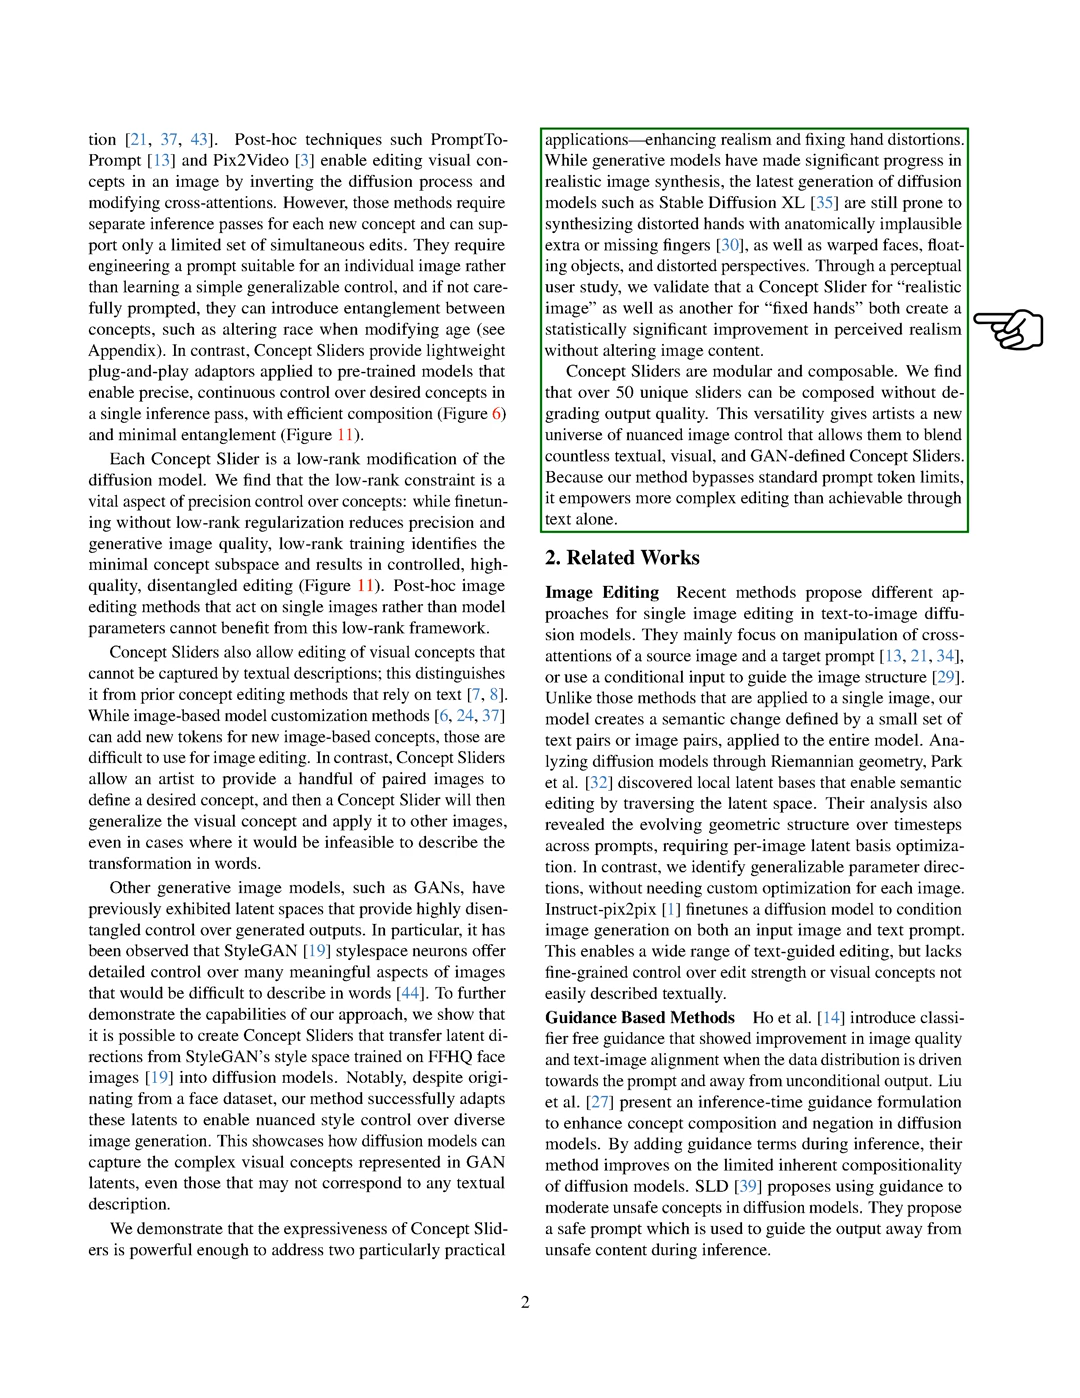 tion [21, 37, 43]. Post-hoc techniques such PromptTo-
Prompt [13] and Pix2Video [3] enable editing visual con-
cepts in an image by inverting the diffusion process and
modifying cross-attentions. However, those methods require
separate inference passes for each new concept and can sup-
port only a limited set of simultaneous edits. They require
engineering a prompt suitable for an individual image rather
than learning a simple generalizable control, and if not care-
fully prompted, they can introduce entanglement between
concepts, such as altering race when modifying age (see
Appendix). In contrast, Concept Sliders provide lightweight
plug-and-play adaptors applied to pre-trained models that
enable precise, continuous control over desired concepts in
a single inference pass, with efficient composition (Figure 6)
and minimal entanglement (Figure 11).
Each Concept Slider is a low-rank modification of the
diffusion model. We find that the low-rank constraint is a
vital aspect of precision control over concepts: while finetun-
ing without low-rank regularization reduces precision and
generative image quality, low-rank training identifies the
minimal concept subspace and results in controlled, high-
quality, disentangled editing (Figure 11). Post-hoc image
editing methods that act on single images rather than model
parameters cannot benefit from this low-rank framework.
Concept Sliders also allow editing of visual concepts that
cannot be captured by textual descriptions; this distinguishes
it from prior concept editing methods that rely on text [7, 8].
While image-based model customization methods [6, 24, 37]
can add new tokens for new image-based concepts, those are
difficult to use for image editing. In contrast, Concept Sliders
allow an artist to provide a handful of paired images to
define a desired concept, and then a Concept Slider will then
generalize the visual concept and apply it to other images,
even in cases where it would be infeasible to describe the
transformation in words.
Other generative image models, such as GANs, have
previously exhibited latent spaces that provide highly disen-
tangled control over generated outputs. In particular, it has
been observed that StyleGAN [19] stylespace neurons offer
detailed control over many meaningful aspects of images
that would be difficult to describe in words [44]. To further
demonstrate the capabilities of our approach, we show that
it is possible to create Concept Sliders that transfer latent di-
rections from StyleGAN's style space trained on FFHQ face
images [19] into diffusion models. Notably, despite origi-
nating from a face dataset, our method successfully adapts
these latents to enable nuanced style control over diverse
image generation. This showcases how diffusion models can
capture the complex visual concepts represented in GAN
latents, even those that may not correspond to any textual
description.
We demonstrate that the expressiveness of Concept Slid-
ers is powerful enough to address two particularly practical
applications—enhancing realism and fixing hand distortions.
While generative models have made significant progress in
realistic image synthesis, the latest generation of diffusion
models such as Stable Diffusion XL [35] are still prone to
synthesizing distorted hands with anatomically implausible
extra or missing fingers [30], as well as warped faces, float-
ing objects, and distorted perspectives. Through a perceptual
user study, we validate that a Concept Slider for “realistic
image” as well as another for “fixed hands” both create a
statistically significant improvement in perceived realism
without altering image content.
Concept Sliders are modular and composable. We find
that over 50 unique sliders can be composed without de-
grading output quality. This versatility gives artists a new
universe of nuanced image control that allows them to blend
countless textual, visual, and GAN-defined Concept Sliders.
Because our method bypasses standard prompt token limits,
it empowers more complex editing than achievable through
text alone.
2. Related Works
Image Editing Recent methods propose different ap-
proaches for single image editing in text-to-image diffu-
sion models. They mainly focus on manipulation of cross-
attentions of a source image and a target prompt [13, 21, 34],
or use a conditional input to guide the image structure [29].
Unlike those methods that are applied to a single image, our
model creates a semantic change defined by a small set of
text pairs or image pairs, applied to the entire model. Ana-
lyzing diffusion models through Riemannian geometry, Park
et al. [32] discovered local latent bases that enable semantic
editing by traversing the latent space. Their analysis also
revealed the evolving geometric structure over timesteps
across prompts, requiring per-image latent basis optimiza-
tion. In contrast, we identify generalizable parameter direc-
tions, without needing custom optimization for each image.
Instruct-pix2pix [1] finetunes a diffusion model to condition
image generation on both an input image and text prompt.
This enables a wide range of text-guided editing, but lacks
fine-grained control over edit strength or visual concepts not
easily described textually.
Guidance Based Methods Ho et al. [14] introduce classi-
fier free guidance that showed improvement in image quality
and text-image alignment when the data distribution is driven
towards the prompt and away from unconditional output. Liu
et al. [27] present an inference-time guidance formulation
to enhance concept composition and negation in diffusion
models. By adding guidance terms during inference, their
method improves on the limited inherent compositionality
of diffusion models. SLD [39] proposes using guidance to
moderate unsafe concepts in diffusion models. They propose
a safe prompt which is used to guide the output away from
unsafe content during inference.
2